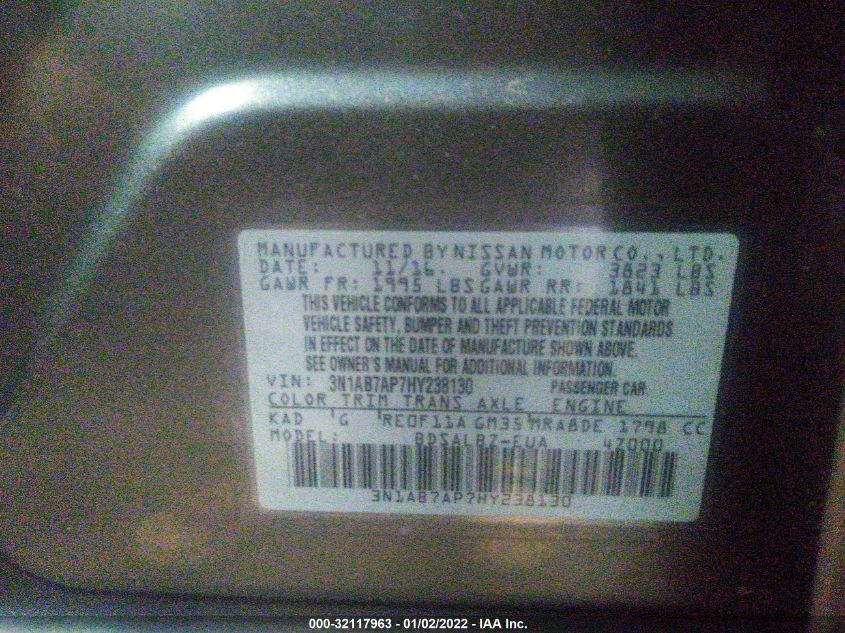 MANUFACTURED BY NISSAN MOTOR CO., LTD.
DATE: 11/16. GVWR: 3823 LBS
GAWR FR: 1995 LBS GAWR RR: 1841 LBS
THIS VEHICLE CONFORMS TO ALL APPLICABLE FEDERAL MOTOR
VEHICLE SAFETY, BUMPER AND THEFT PREVENTION STANDARDS
IN EFFECT ON THE DATE OF MANUFACTURE SHOWN ABOVE.
SEE OWNER'S MANUAL FOR ADDITIONAL INFORMATION.
VIN: 3N1AB7AP7HY238130 PASSENGER CAR
COLOR TRIM TRANS AXLE ENGINE
KAD G RE0F11A GM35 MRA8DE 1798 CC
MODEL: BDSALBZ-EUA 47000
3N1AB7AP7HY238130
000-32117963 - 01/02/2022 - IAA Inc.